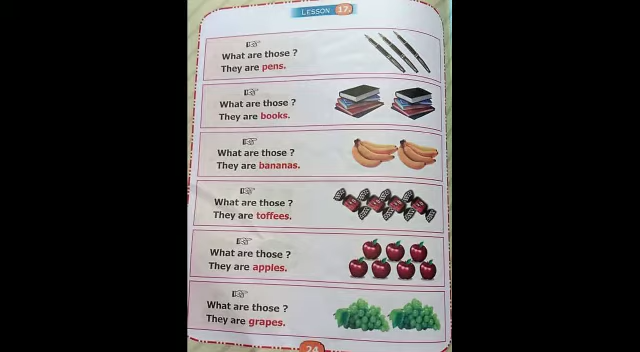 LESSON 17.
What are those ?
They are pens.
What are those ?
They are books.
What are those ?
They are bananas.
What are those ?
They are toffees.
What are those ?
They are apples.
What are those ?
They are grapes.
24